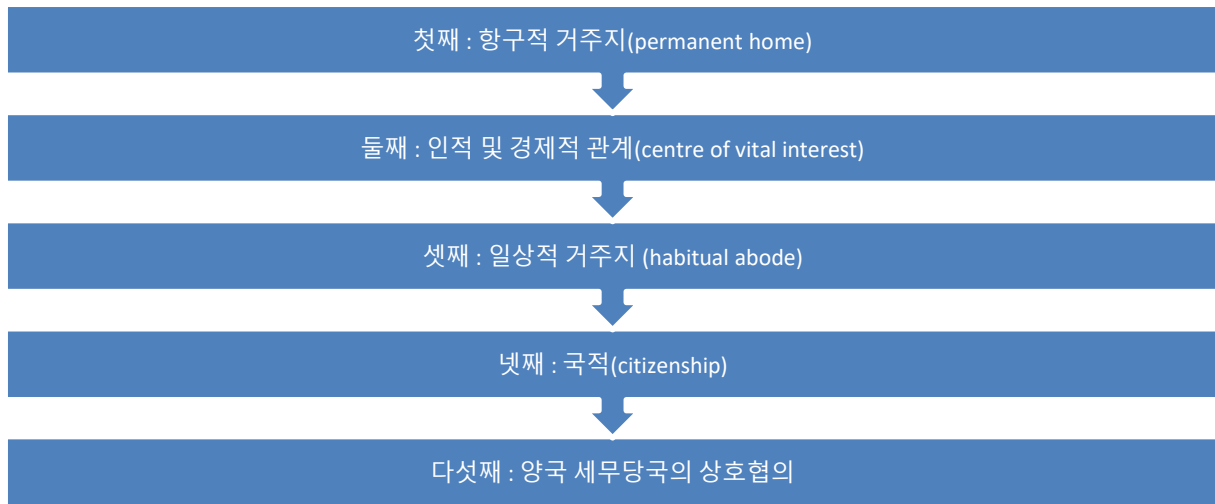 첫째 : 항구적 거주지(permanent home)
둘째 : 인적 및 경제적 관계(centre of vital interest)
셋째 : 일상적 거주지 (habitual abode)
넷째 : 국적(citizenship)
다섯째 : 양국 세무당국의 상호협의